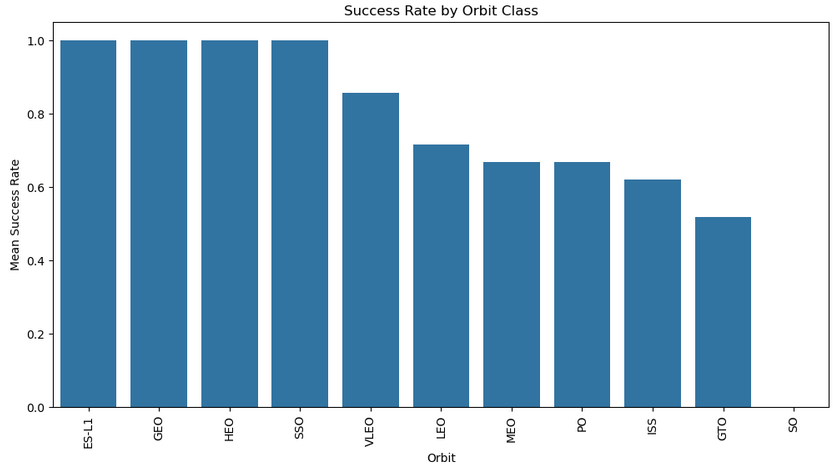 Success Rate by Orbit Class
Mean Success Rate
1.0
0.8
0.6
0.4
0.2
0.0
ES-L1
GEO
HEO
SSO
VLEO
LEO
MEO
PO
ISS
GTO
SO
Orbit